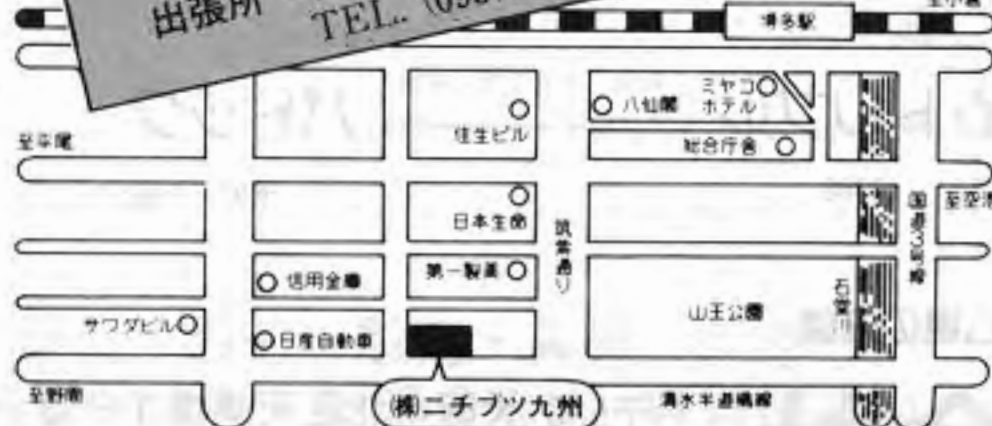 出張所
TEL.
至小倉
博多駅
八仙閣
ミヤコ
ホテル
住生ビル
総合庁舎
至平尾
日本生命
筑紫通り
国道3号線
至空港
第一製薬
信用金庫
石堂川
山王公園
サワダビル
日産自動車
至野間
(株)ニチブツ九州
清水半道橋線